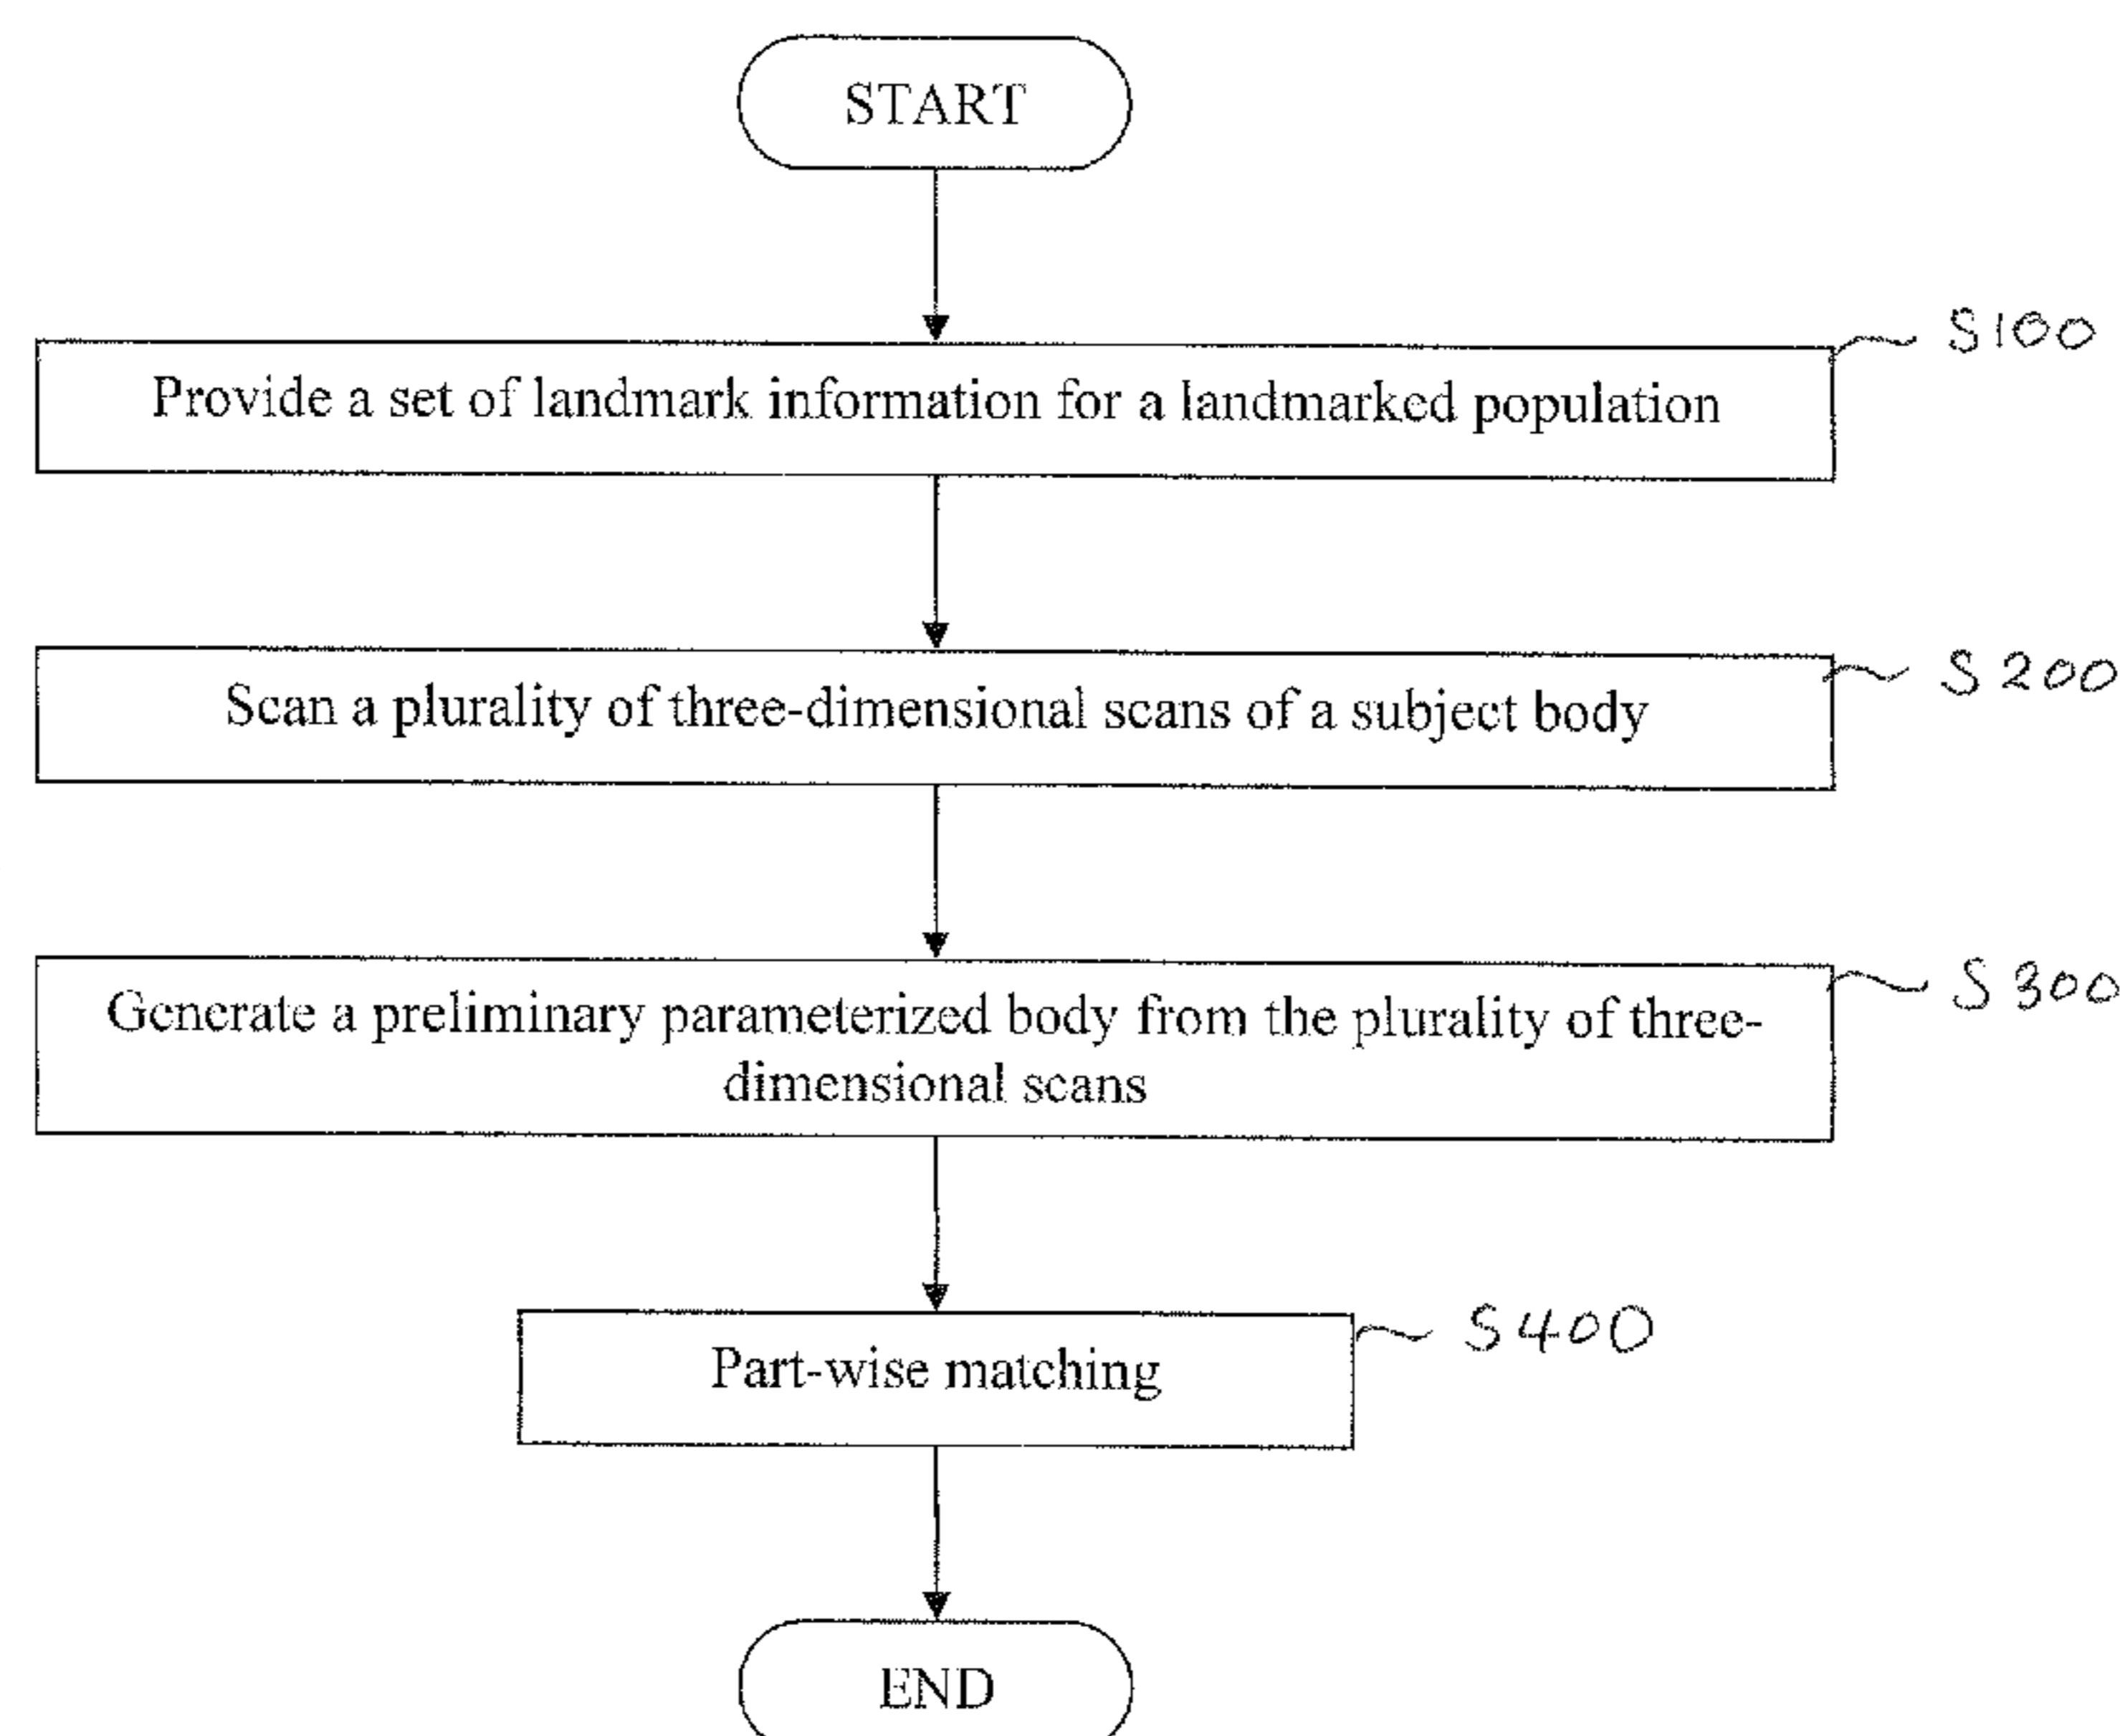 START
S100
Provide a set of landmark information for a landmarked population
S200
Scan a plurality of three-dimensional scans of a subject body
S300
Generate a preliminary parameterized body from the plurality of three-
dimensional scans
S400
Part-wise matching
END